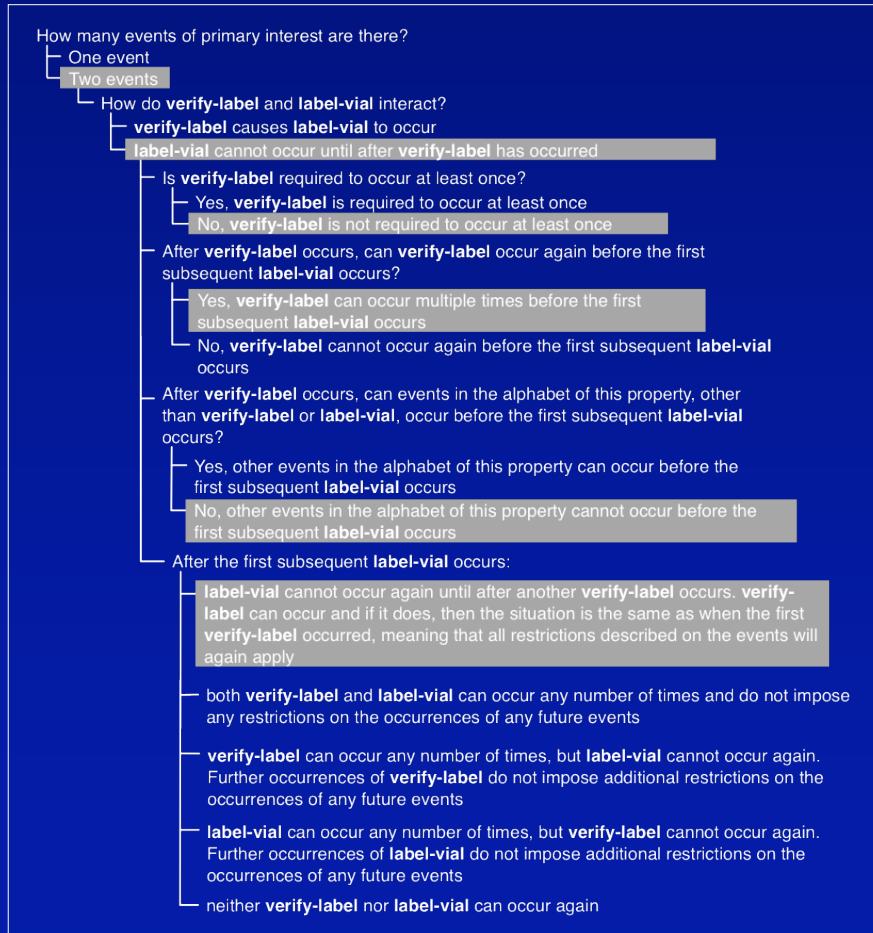 How many events of primary interest are there?
One event
Two events
How do verify-label and label-vial interact?
verify-label causes label-vial to occur
label-vial cannot occur until after verify-label has occurred
Is verify-label required to occur at least once?
Yes, verify-label is required to occur at least once
No, verify-label is not required to occur at least once
After verify-label occurs, can verify-label occur again before the first
subsequent label-vial occurs?
Yes, verify-label can occur multiple times before the first
subsequent label-vial occurs
No, verify-label cannot occur again before the first subsequent label-vial
occurs
After verify-label occurs, can events in the alphabet of this property, other
than verify-label or label-vial, occur before the first subsequent label-vial
occurs?
Yes, other events in the alphabet of this property can occur before the
first subsequent label-vial occurs
No, other events in the alphabet of this property cannot occur before the
first subsequent label-vial occurs
After the first subsequent label-vial occurs:
label-vial cannot occur again until after another verify-label occurs. verify-
label can occur and if it does, then the situation is the same as when the first
verify-label occurred, meaning that all restrictions described on the events will
again apply
both verify-label and label-vial can occur any number of times and do not impose
any restrictions on the occurrences of any future events
verify-label can occur any number of times, but label-vial cannot occur again.
Further occurrences of verify-label do not impose additional restrictions on the
occurrences of any future events
label-vial can occur any number of times, but verify-label cannot occur again.
Further occurrences of label-vial do not impose additional restrictions on the
occurrences of any future events
neither verify-label nor label-vial can occur again